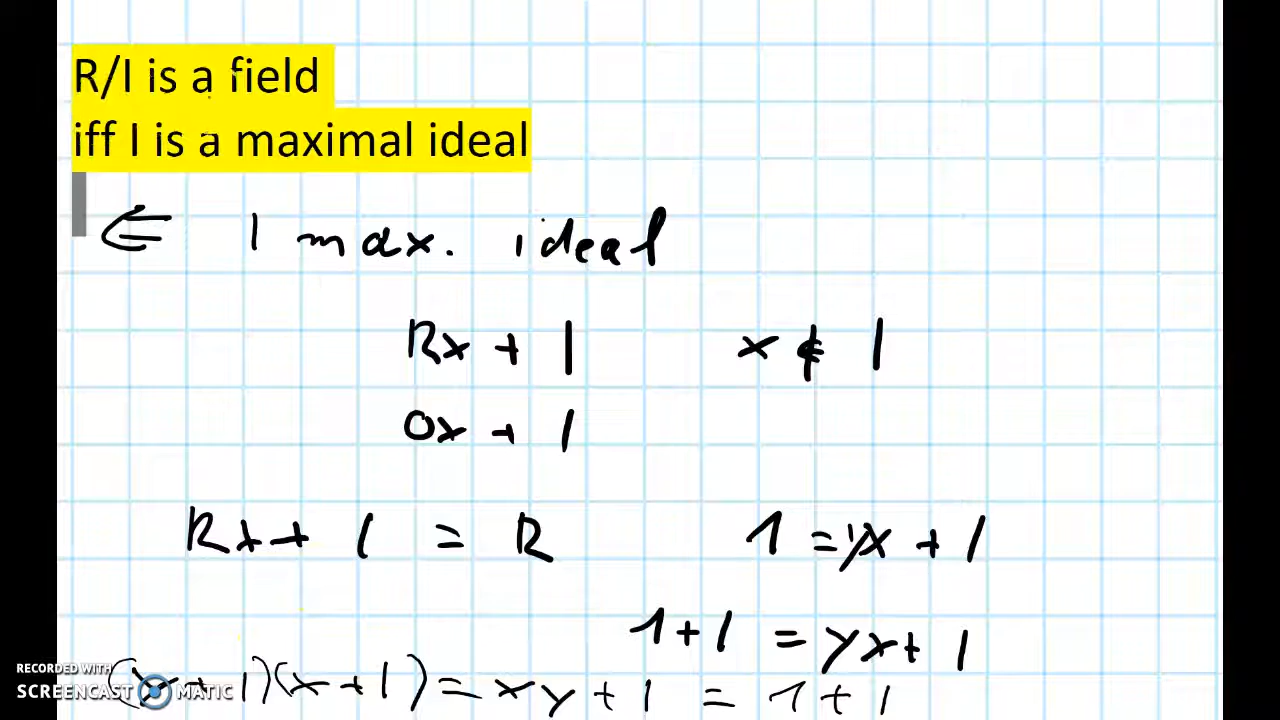 R/I is a field
iff I is a maximal ideal
⇐ I max. ideal
Rx + I x ∉ I
0x + I
Rx + I = R 1 = yx + I
1 + I = yx + I
(y + I)(x + I) = xy + I = 1 + I
RECORDED WITH
SCREENCAST MATIC